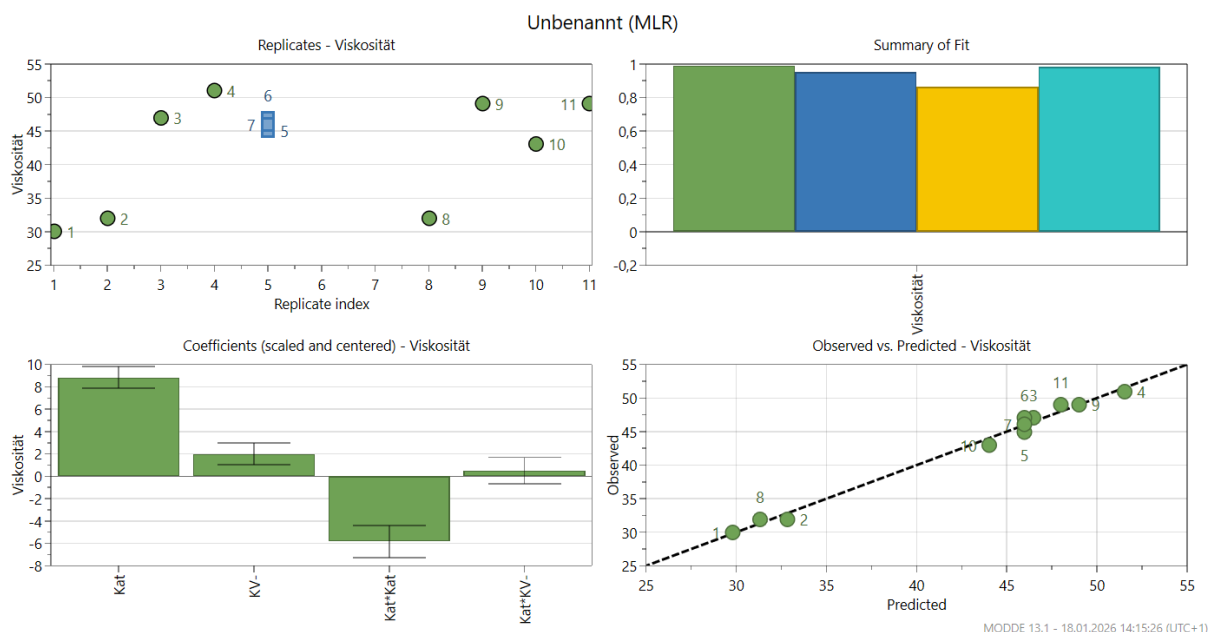 Unbenannt (MLR)
Replicates - Viskosität
Viskosität
55
50
45
40
35
30
25
1
2
3
4
6
7
5
8
9
10
11
1 2 3 4 5 6 7 8 9 10 11
Replicate index
Summary of Fit
1
0,8
0,6
0,4
0,2
0
-0,2
Viskosität
Coefficients (scaled and centered) - Viskosität
Viskosität
10
8
6
4
2
0
-2
-4
-6
-8
Kat
KV-
Kat*Kat
Kat*KV-
Observed vs. Predicted - Viskosität
Observed
55
50
45
40
35
30
25
11
63
4
9
7
10
5
8
2
1
25 30 35 40 45 50 55
Predicted
MODDE 13.1 - 18.01.2026 14:15:26 (UTC+1)